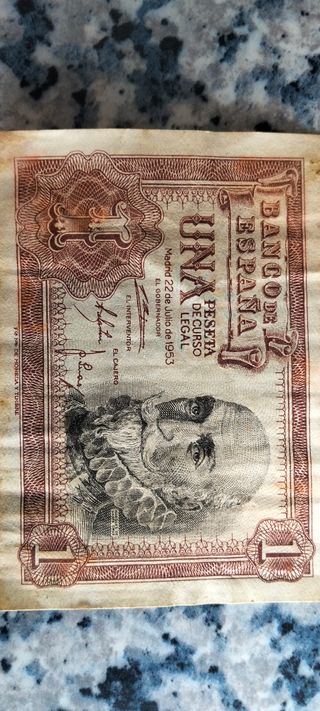 BANCO DE
ESPAÑA
UNA
PESETA
DE CURSO
LEGAL
Madrid 22 de Julio de 1953
EL GOBERNADOR
EL INTERVENTOR
EL CAJERO
1
1
1